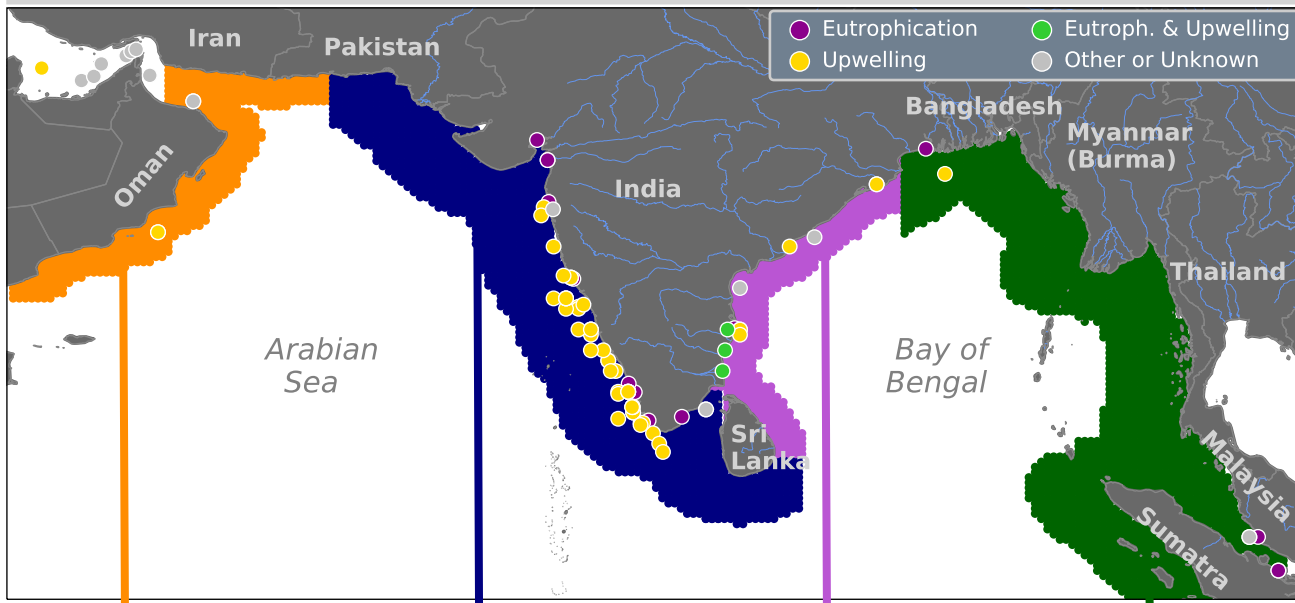 Eutrophication
Eutroph. & Upwelling
Upwelling
Other or Unknown
Iran
Pakistan
Bangladesh
Myanmar
(Burma)
Oman
India
Thailand
Arabian
Sea
Bay of
Bengal
Sri
Lanka
Malaysia
Sumatra